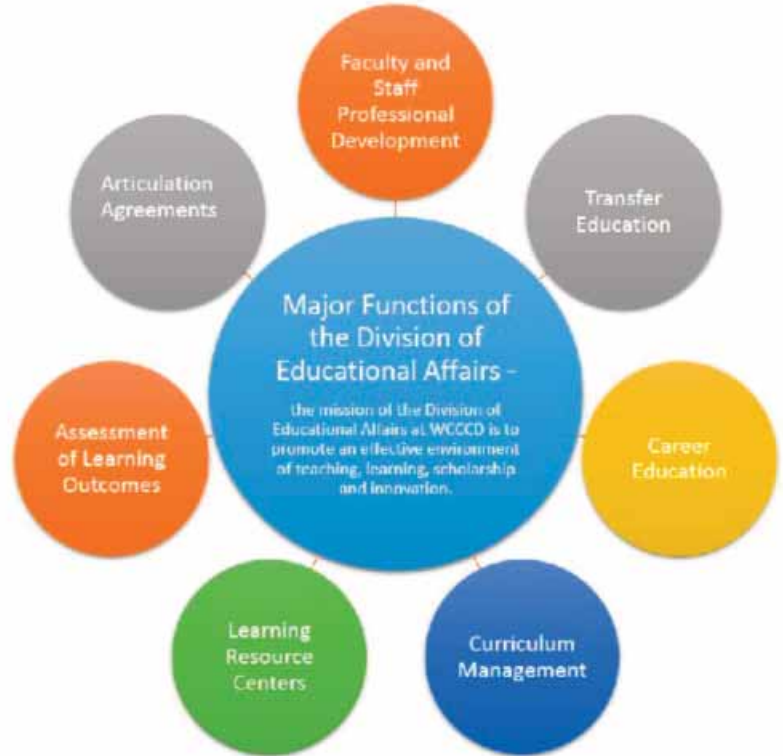 Faculty and
Staff
Professional
Development
Articulation
Agreements
Transfer
Education
Major Functions of
the Division of
Educational Affairs -
the mission of the Division of
Educational Affairs at WCCCD is to
promote an effective environment
of teaching, learning, scholarship
and innovation.
Assessment
of Learning
Outcomes
Career
Education
Learning
Resource
Centers
Curriculum
Management